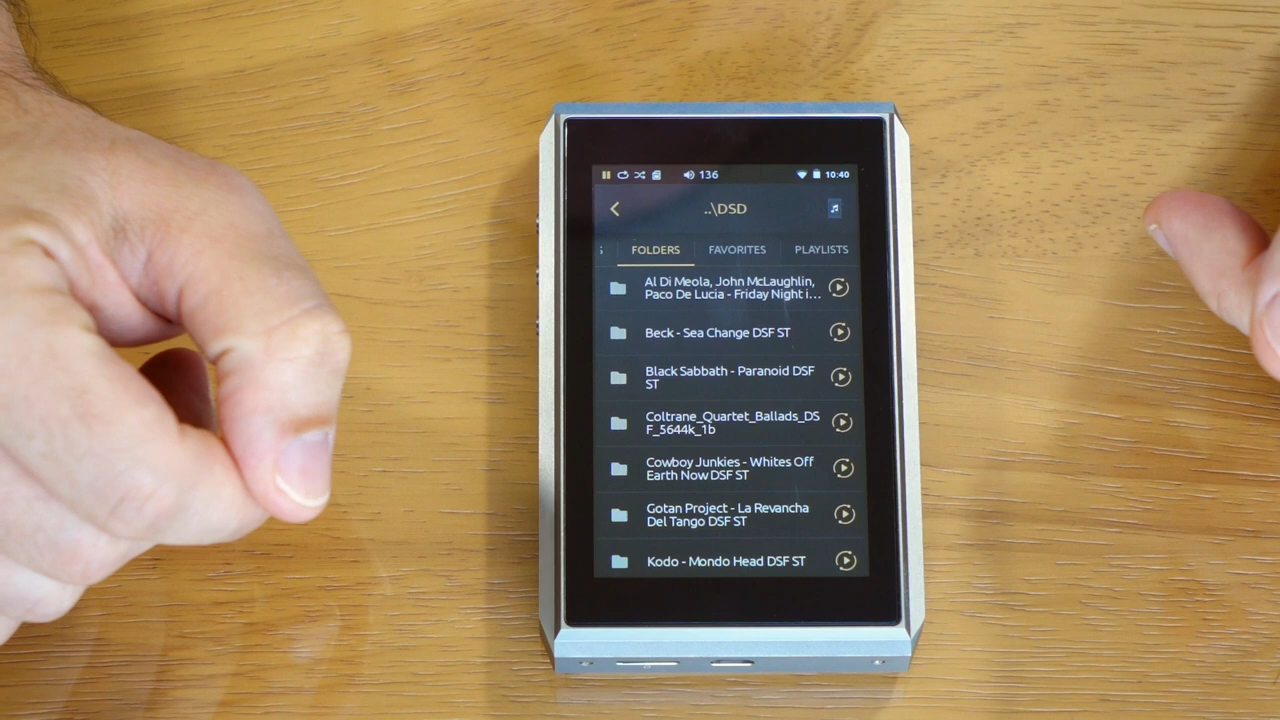 136
10:40
..\DSD
S
FOLDERS
FAVORITES
PLAYLISTS
Al Di Meola, John McLaughlin,
Paco De Lucia - Friday Night i...
Beck - Sea Change DSF ST
Black Sabbath - Paranoid DSF
ST
Coltrane_Quartet_Ballads_DS
F_5644k_1b
Cowboy Junkies - Whites Off
Earth Now DSF ST
Gotan Project - La Revancha
Del Tango DSF ST
Kodo - Mondo Head DSF ST